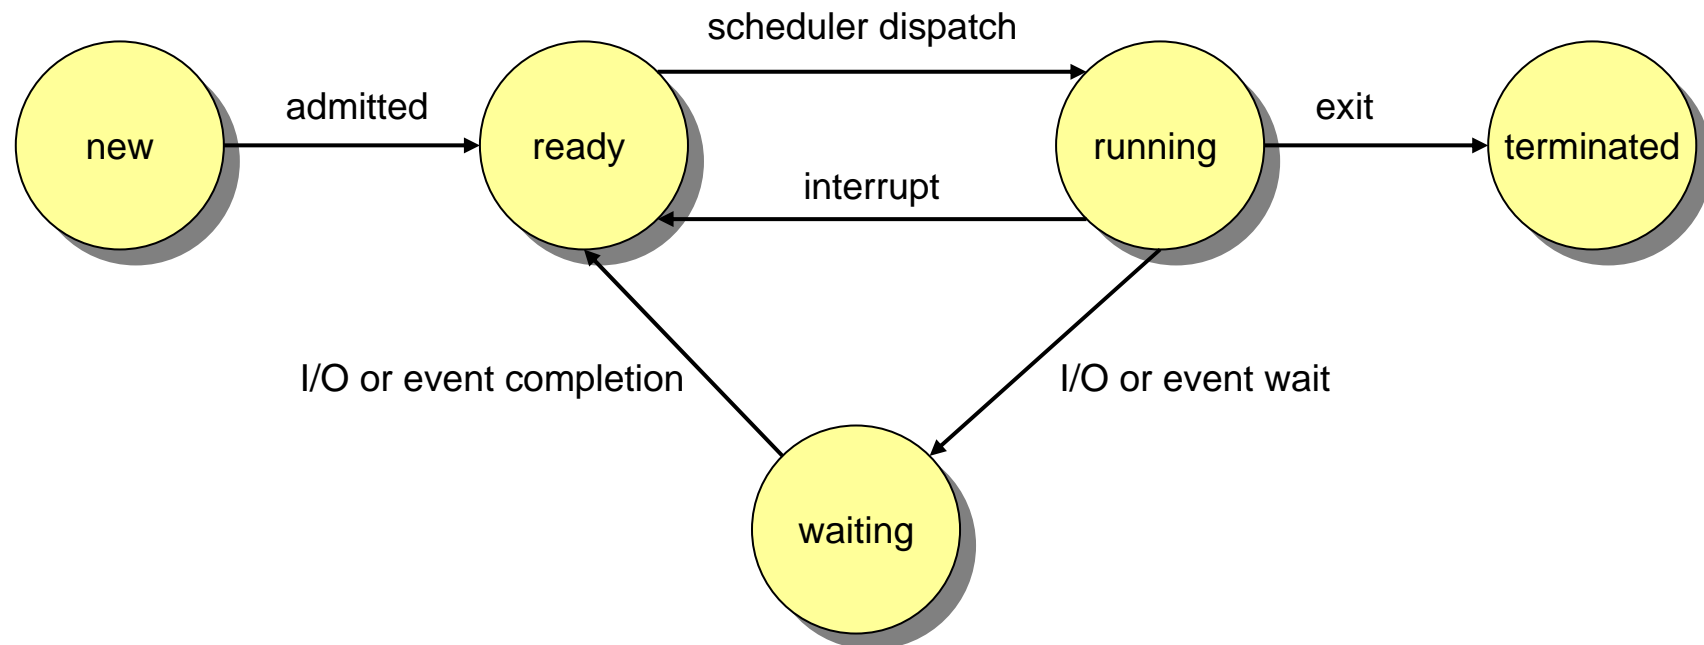 scheduler dispatch
admitted
exit
new
ready
running
terminated
interrupt
I/O or event completion
I/O or event wait
waiting